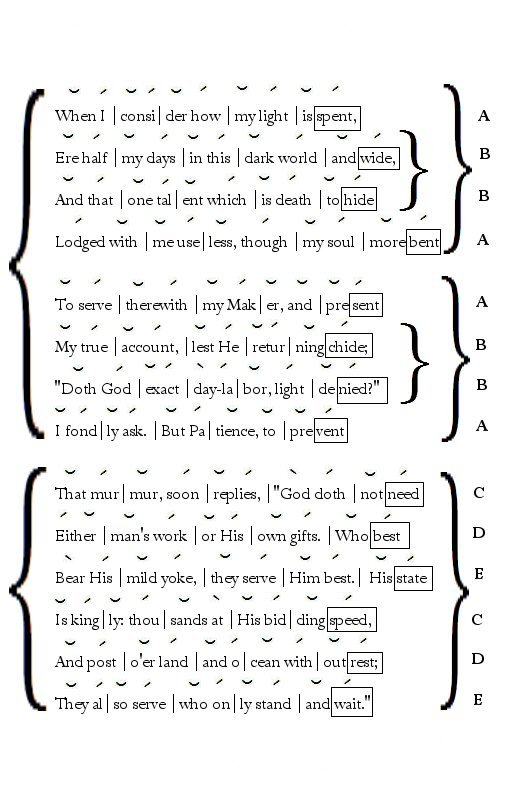 When I | consi | der how | my light | is spent, A
Ere half | my days | in this | dark world | and wide, B
And that | one tal | ent which | is death | to hide B
Lodged with | me use | less, though | my soul | more bent A
To serve | therewith | my Mak | er, and | present A
My true | account, | lest He | retur | ning chide; B
"Doth God | exact | day-la | bor, light | denied?" B
I fond | ly ask. | But Pa | tience, to | prevent A
That mur | mur, soon | replies, | "God doth | not need C
Either | man's work | or His | own gifts. | Who best D
Bear His | mild yoke, | they serve | Him best. | His state E
Is king | ly: thou | sands at | His bid | ding speed, C
And post | o'er land | and o | cean with | out rest; D
They al | so serve | who on | ly stand | and wait." E